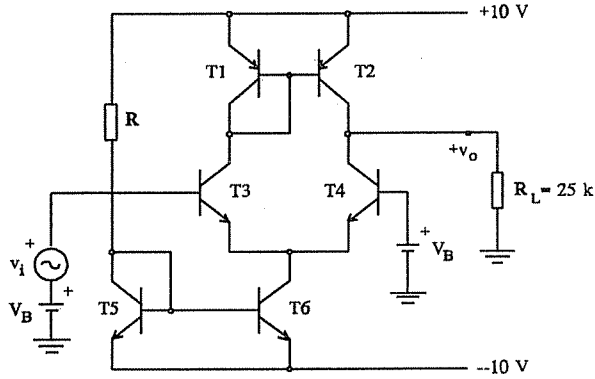 +10 V
T1
T2
R
+v_o
R_L = 25 k
T3
T4
+
V_B
+
v_i
+
V_B
T5
T6
--10 V